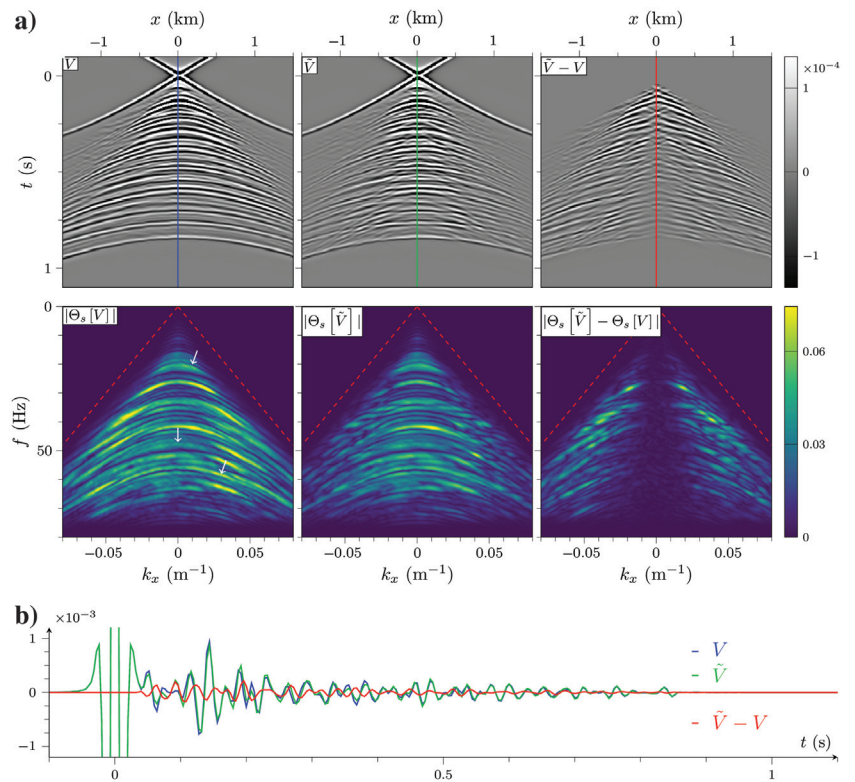 a)
x (km) x (km) x (km)
−1 0 1 −1 0 1 −1 0 1
V Ṽ Ṽ − V
×10⁻⁴
0
1
t (s)
0
−1
1
|Θₛ [V] | |Θₛ [Ṽ] | |Θₛ [Ṽ] − Θₛ [V] |
0
0.06
f (Hz)
0.03
50
0
−0.05 0 0.05 −0.05 0 0.05 −0.05 0 0.05
kₓ (m⁻¹) kₓ (m⁻¹) kₓ (m⁻¹)
b)
×10⁻³
1
V
Ṽ
0
Ṽ − V
−1
t (s)
0 0.5 1